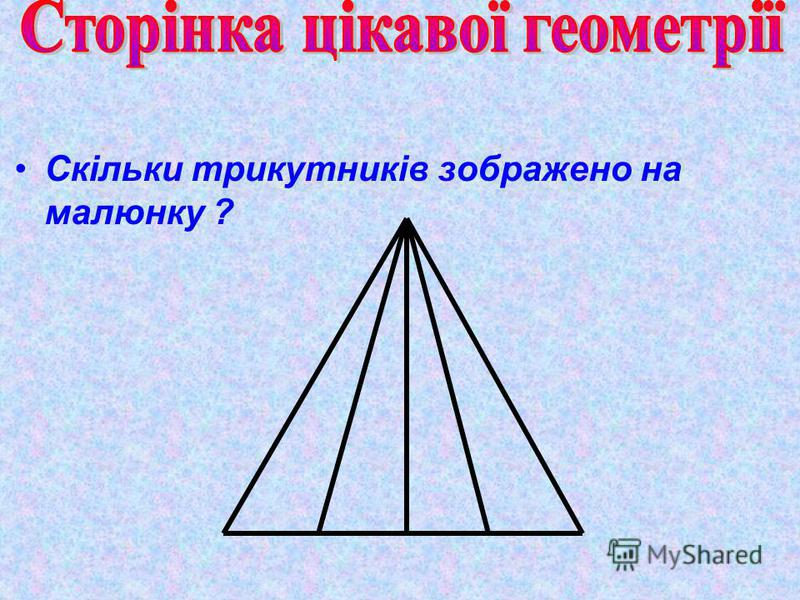 Сторінка цікавої геометрії
• Скільки трикутників зображено на
малюнку ?
MyShared